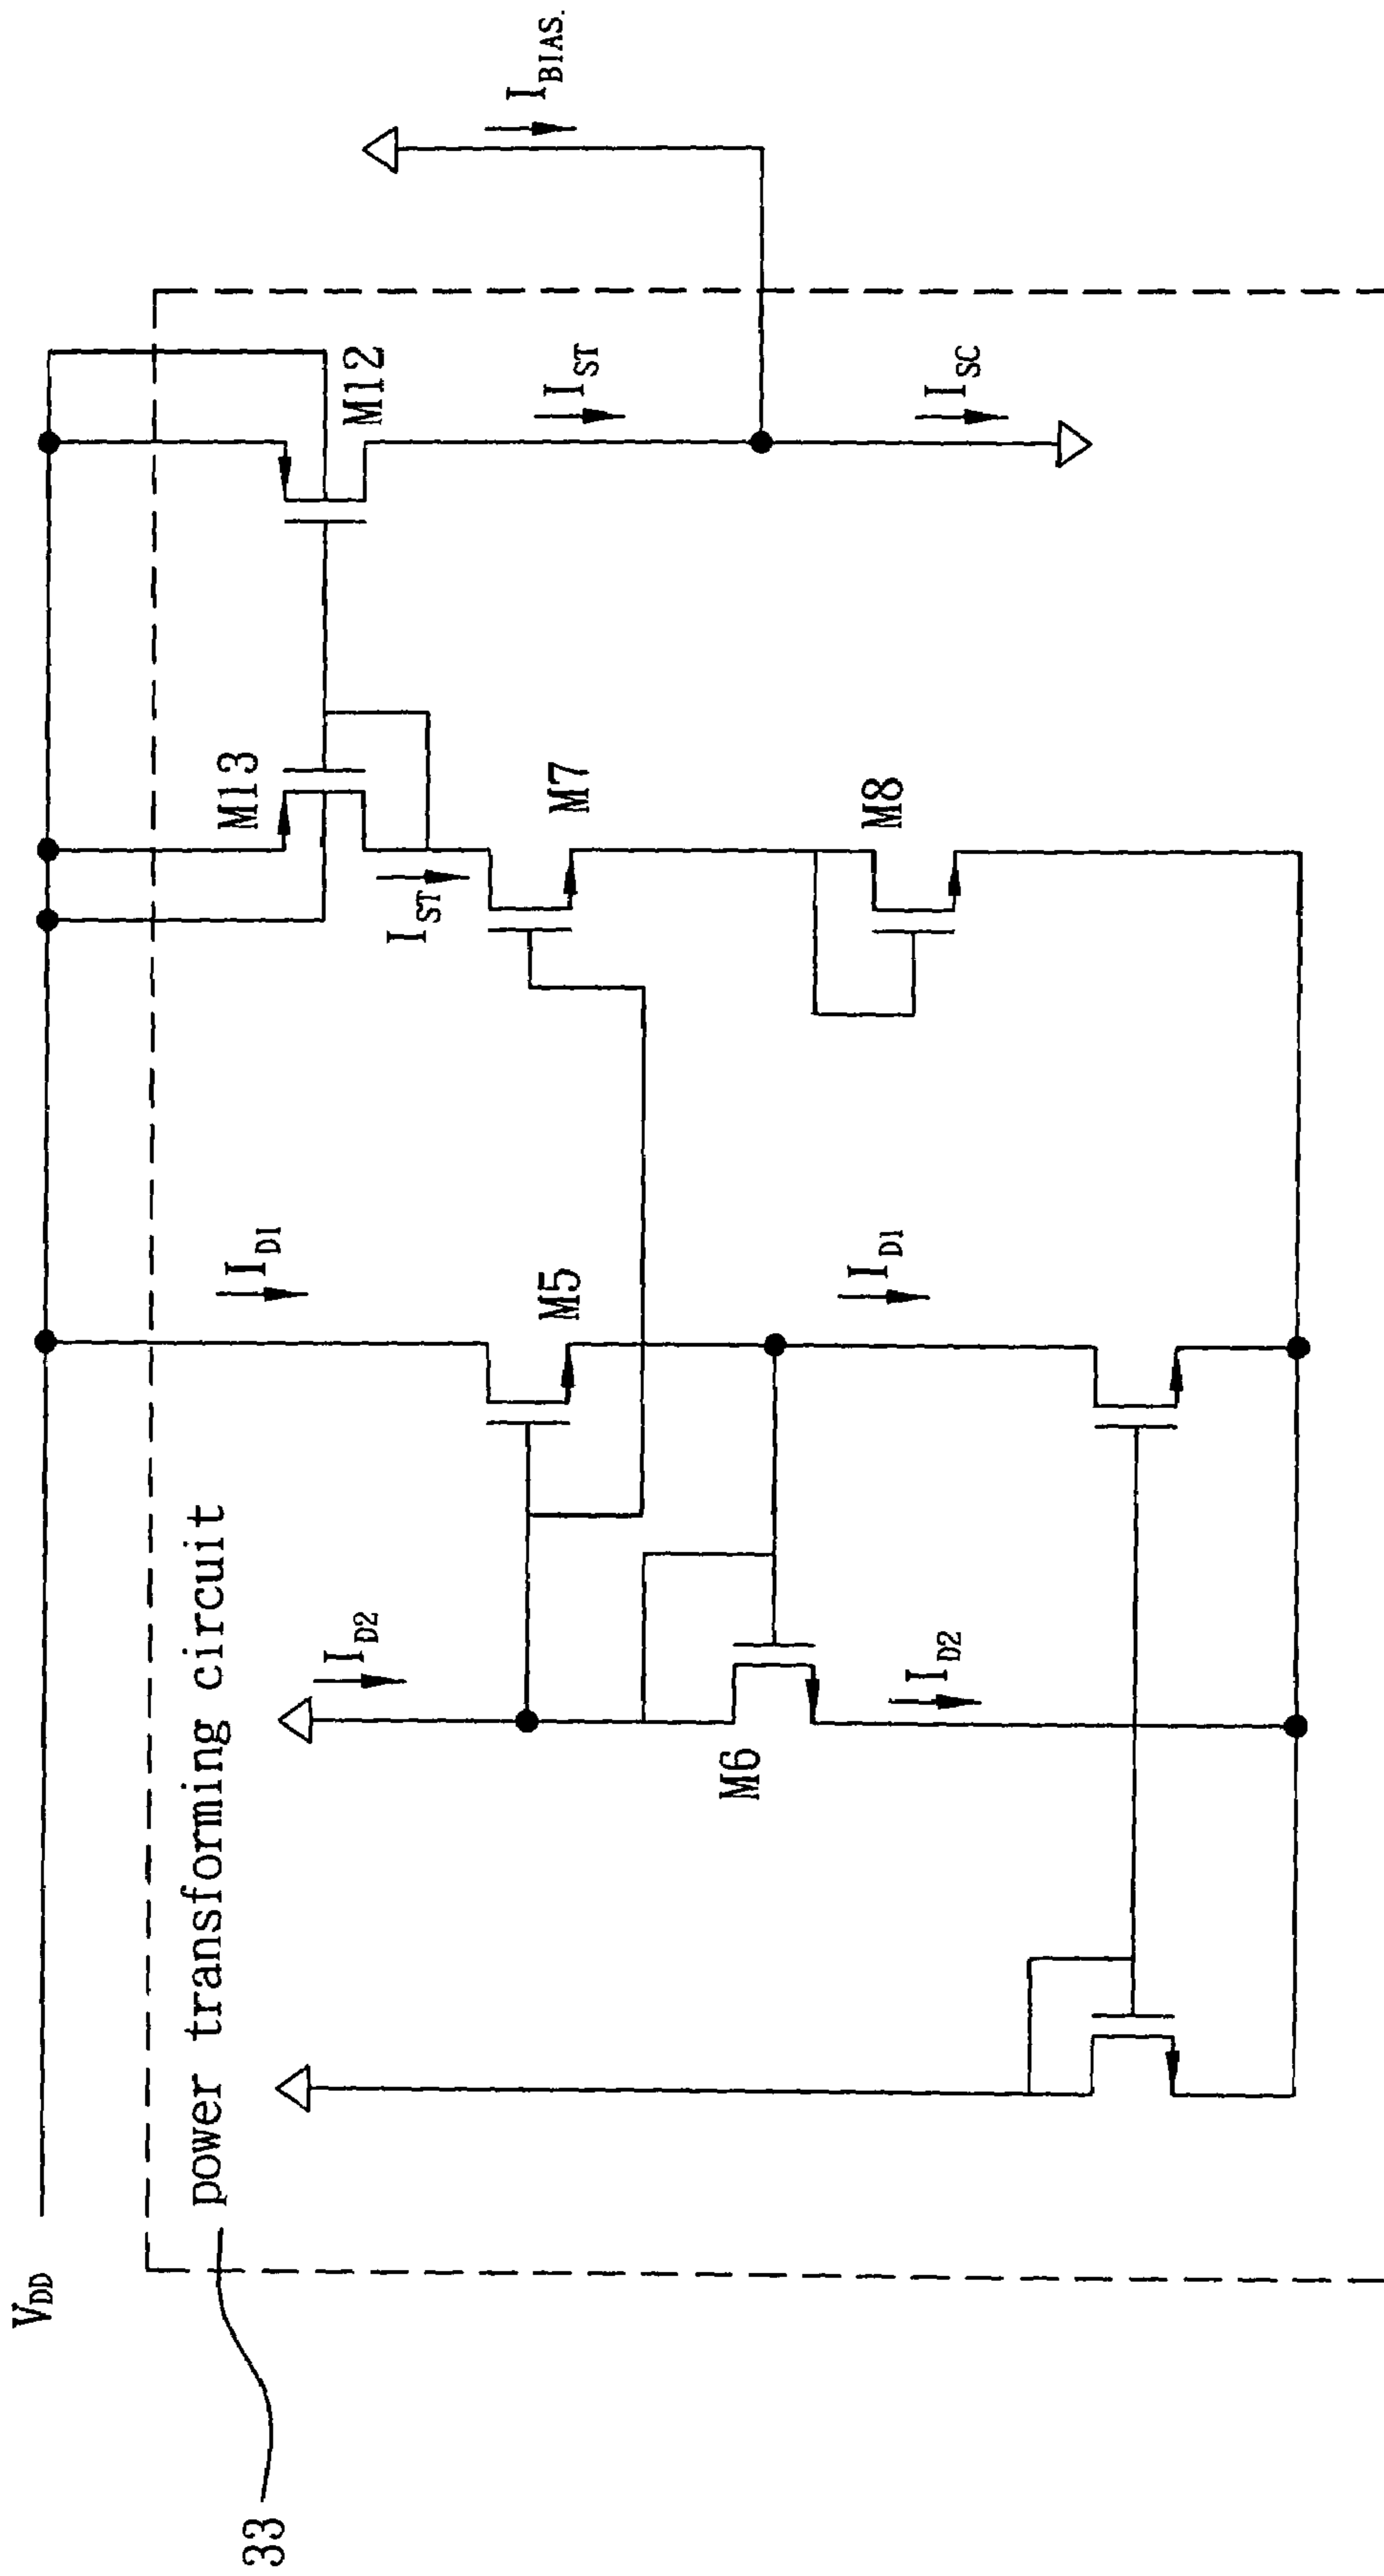 V_DD
33
power transforming circuit
I_D2
I_D1
M13
M12
I_ST
M5
M7
I_ST
I_BIAS.
M6
M8
I_D2
I_D1
I_SC